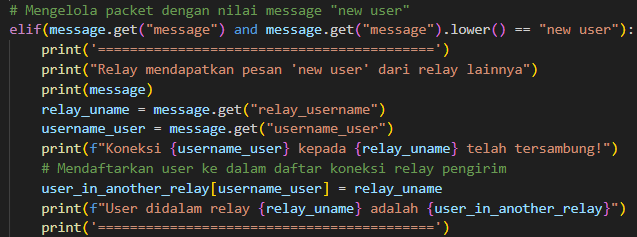 # Mengelola packet dengan nilai message "new user"
elif(message.get("message") and message.get("message").lower() == "new user"):
    print('==========================================')
    print("Relay mendapatkan pesan 'new user' dari relay lainnya")
    print(message)
    relay_uname = message.get("relay_username")
    username_user = message.get("username_user")
    print(f"Koneksi {username_user} kepada {relay_uname} telah tersambung!")
    # Mendaftarkan user ke dalam daftar koneksi relay pengirim
    user_in_another_relay[username_user] = relay_uname
    print(f"User didalam relay {relay_uname} adalah {user_in_another_relay}")
    print('==========================================')